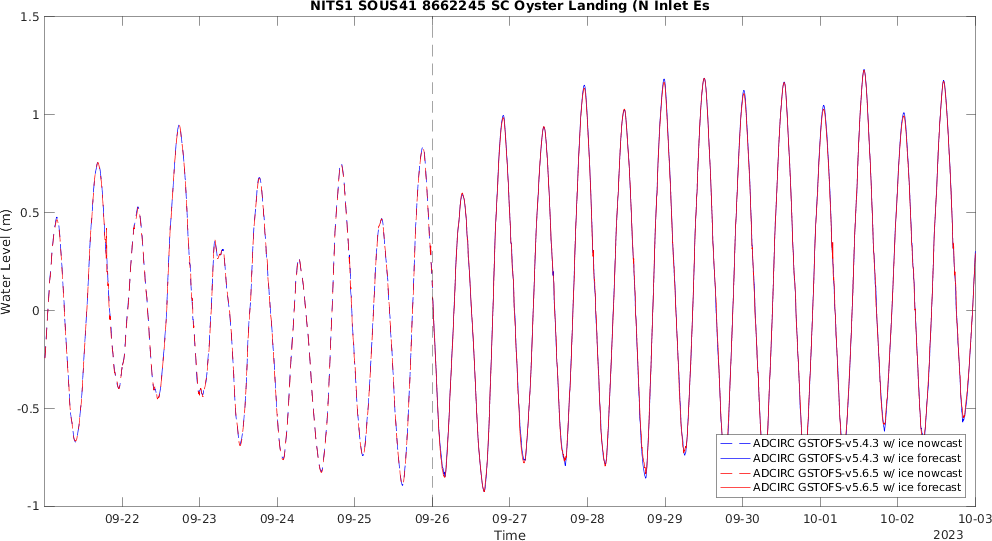 NITS1 SOUS41 8662245 SC Oyster Landing (N Inlet Es
1.5
1
0.5
0
-0.5
-1
Water Level (m)
ADCIRC GSTOFS-v5.4.3 w/ ice nowcast
ADCIRC GSTOFS-v5.4.3 w/ ice forecast
ADCIRC GSTOFS-v5.6.5 w/ ice nowcast
ADCIRC GSTOFS-v5.6.5 w/ ice forecast
09-22 09-23 09-24 09-25 09-26 09-27 09-28 09-29 09-30 10-01 10-02 10-03
Time
2023